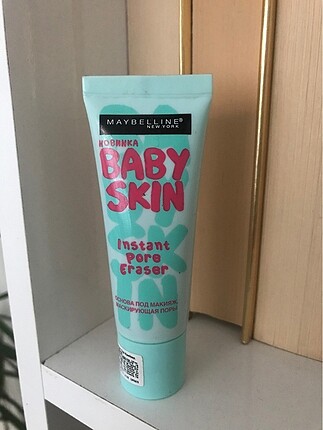 MAYBELLINE
NEW YORK
НОВИНКА
BABY
SKIN
Instant
Pore
Eraser
ОСНОВА ПОД МАКИЯЖ,
МАСКИРУЮЩАЯ ПОРЫ